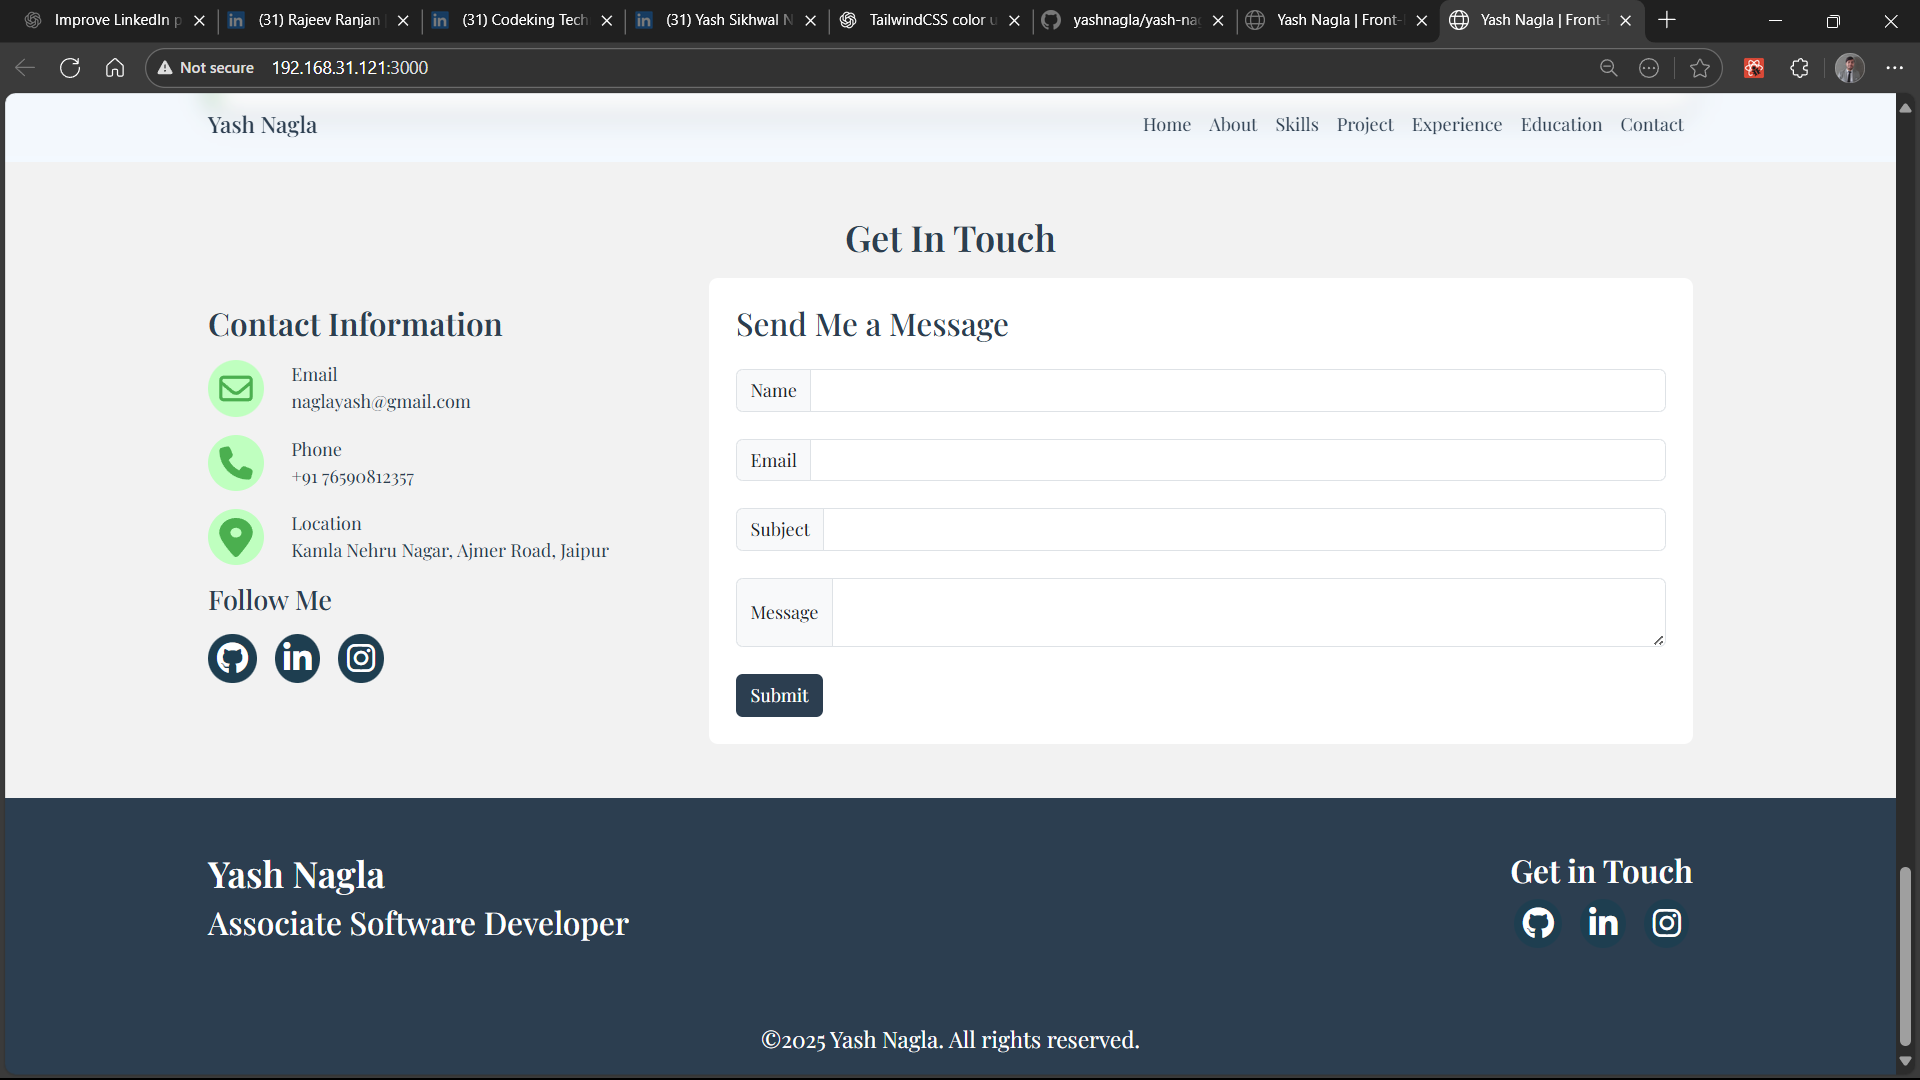 Improve LinkedIn p
(31) Rajeev Ranjan
(31) Codeking Tech
(31) Yash Sikhwal N
TailwindCSS color u
yashnagla/yash-nag
Yash Nagla | Front-
Yash Nagla | Front-
Not secure 192.168.31.121:3000
Yash Nagla
Home About Skills Project Experience Education Contact
Get In Touch
Contact Information
Email
naglayash@gmail.com
Phone
+91 76590812357
Location
Kamla Nehru Nagar, Ajmer Road, Jaipur
Follow Me
in
Send Me a Message
Name
Email
Subject
Message
Submit
Yash Nagla
Associate Software Developer
Get in Touch
in
©2025 Yash Nagla. All rights reserved.